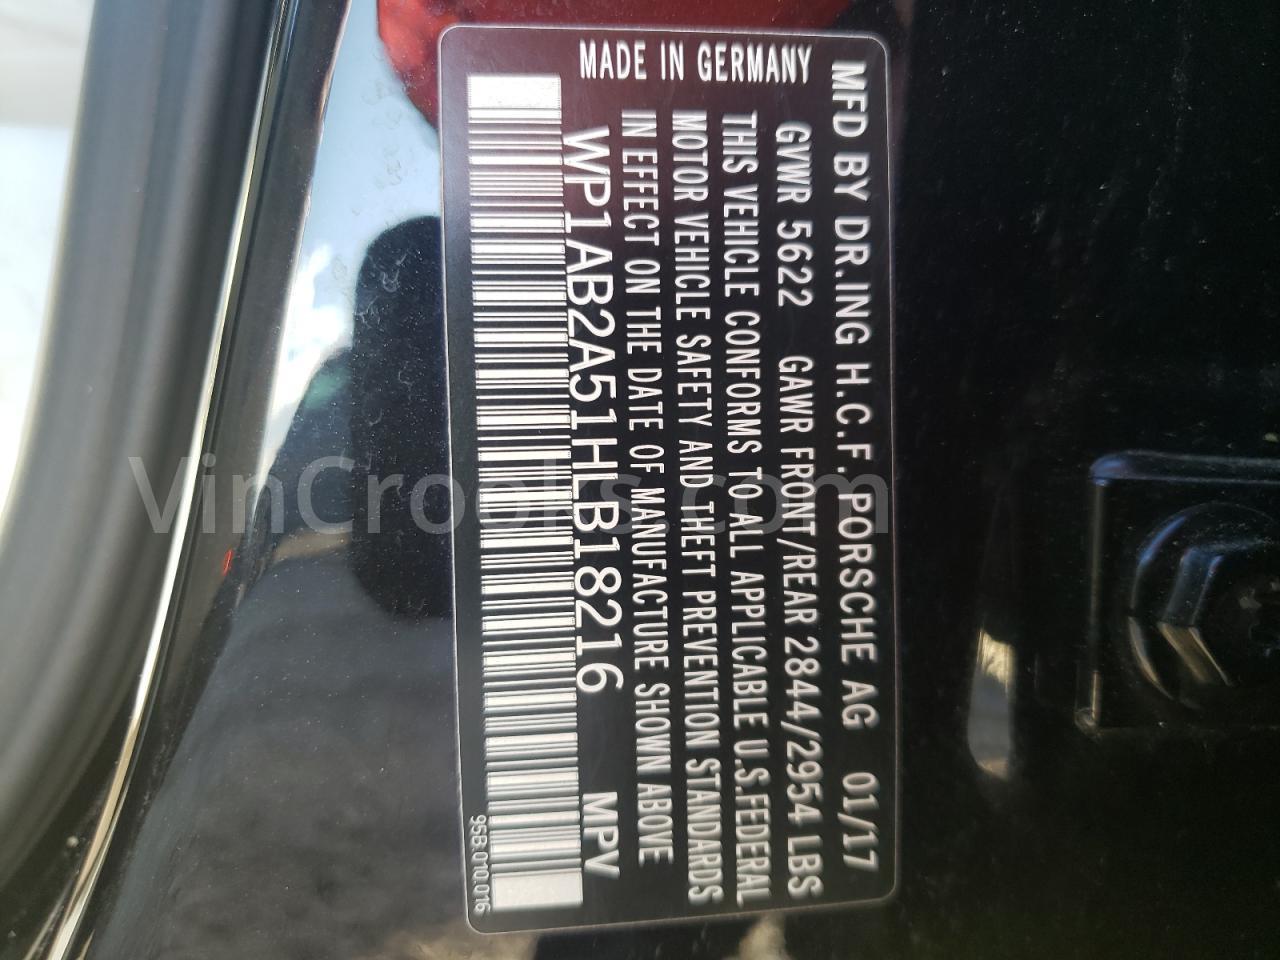 MFD BY DR.ING H.C.F. PORSCHE AG 01/17
GVWR 5622 GAWR FRONT/REAR 2844/2954 LBS
THIS VEHICLE CONFORMS TO ALL APPLICABLE U.S.FEDERAL
MOTOR VEHICLE SAFETY AND THEFT PREVENTION STANDARDS
IN EFFECT ON THE DATE OF MANUFACTURE SHOWN ABOVE
MADE IN GERMANY
WP1AB2A51HLB18216 MPV
95B.010.016
VinCrooks.com